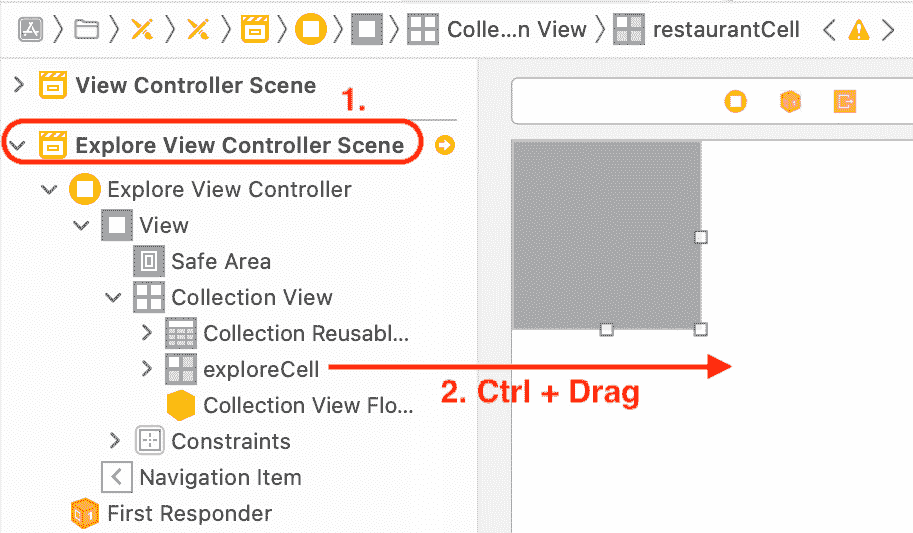 Colle...n View
restaurantCell
View Controller Scene
1.
Explore View Controller Scene
Explore View Controller
View
Safe Area
Collection View
Collection Reusabl...
exploreCell
2. Ctrl + Drag
Collection View Flo...
Constraints
Navigation Item
First Responder